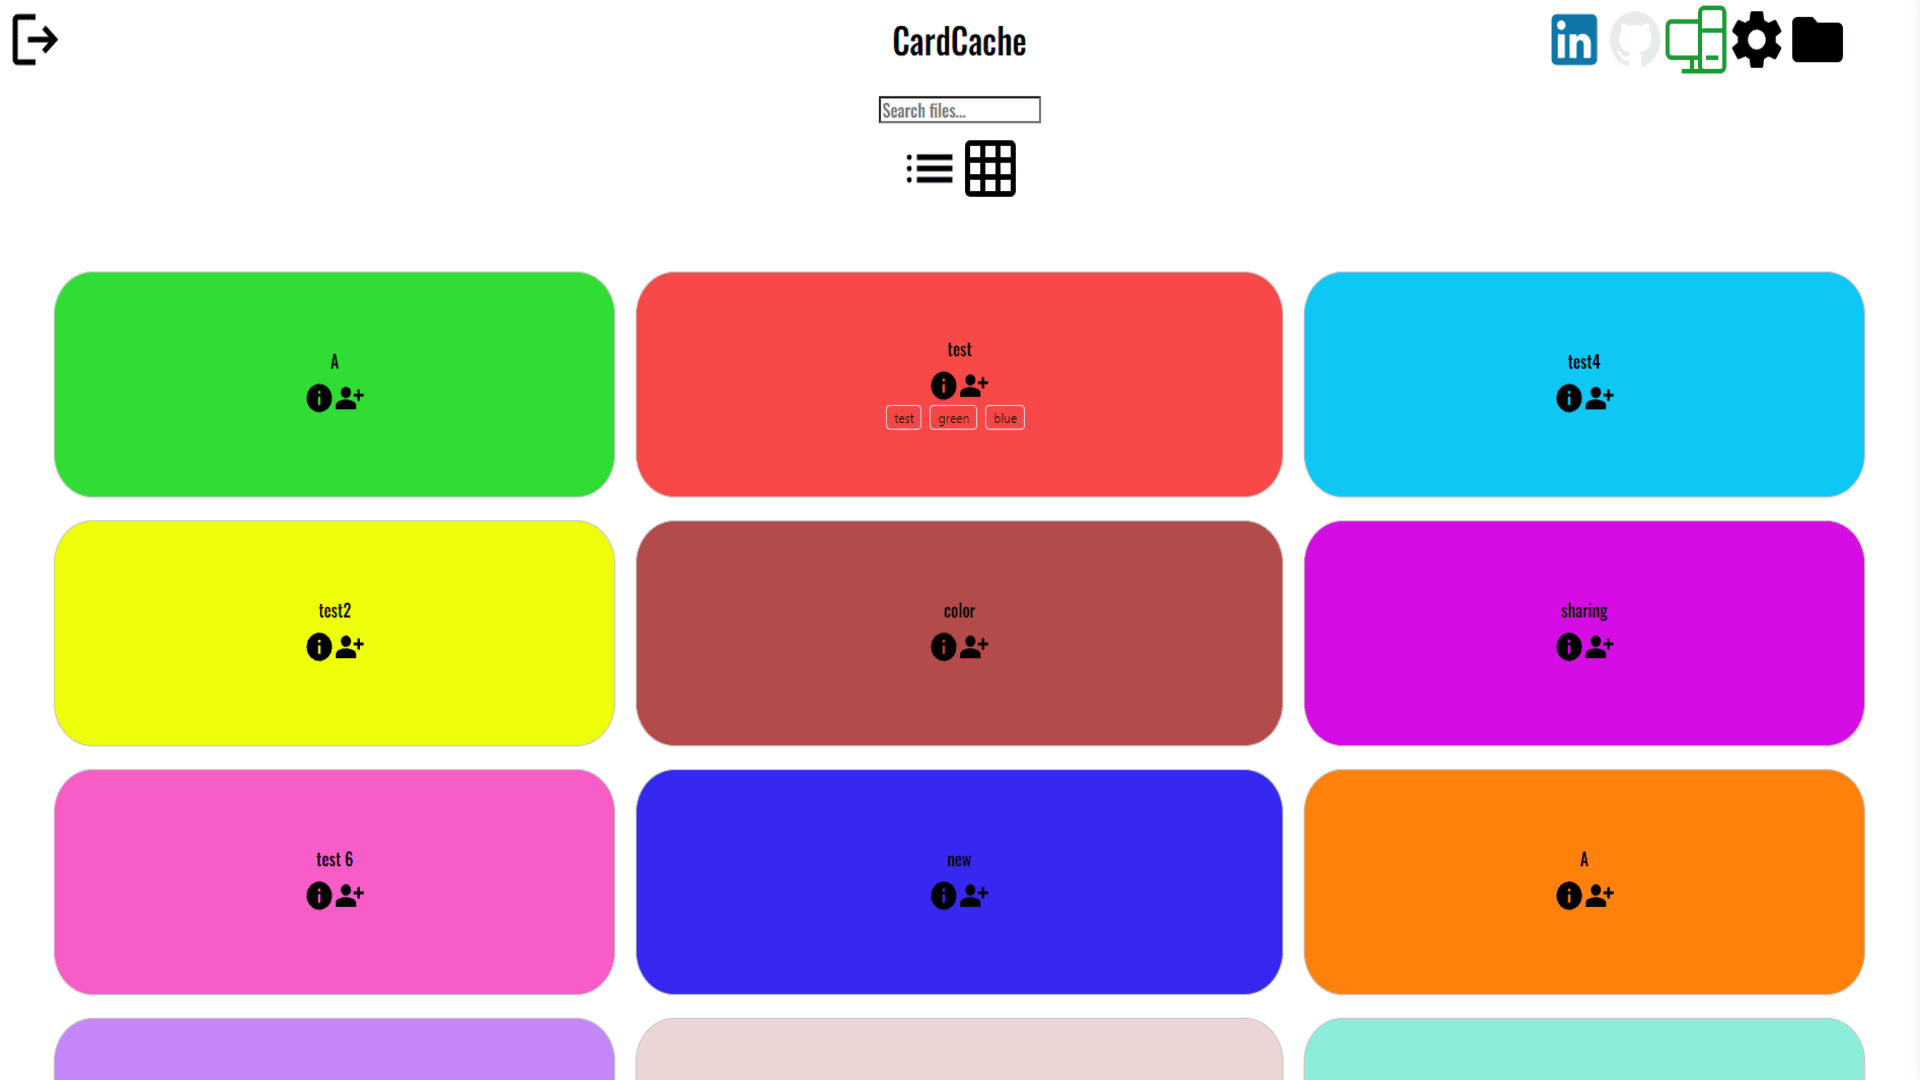 CardCache
in
Search files...
A
test
test4
test green blue
test2
color
sharing
test 6
new
A